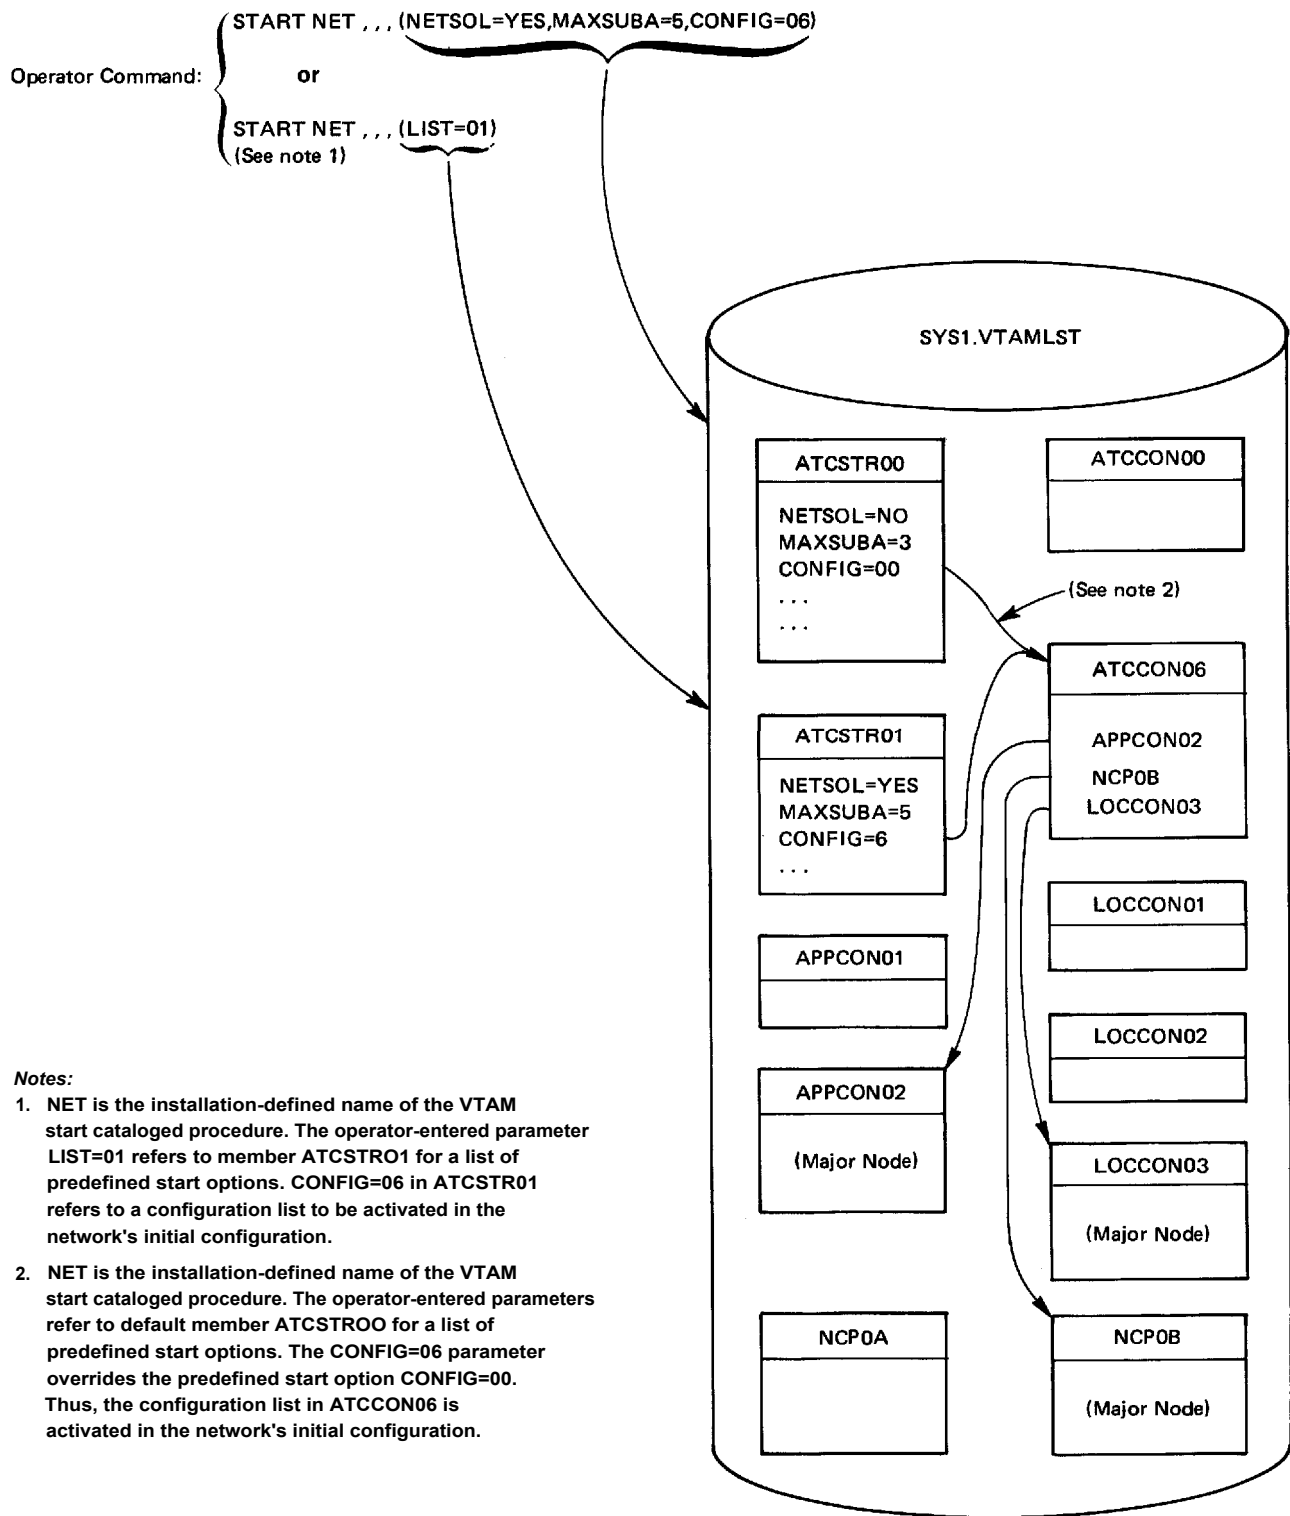 START NET , , , (NETSOL=YES,MAXSUBA=5,CONFIG=06)
Operator Command:
or
START NET , , , (LIST=01)
(See note 1)
SYS1.VTAMLST
ATCSTR00
NETSOL=NO
MAXSUBA=3
CONFIG=00
. . .
. . .
ATCCON00
(See note 2)
ATCCON06
APPCON02
NCP0B
LOCCON03
ATCSTR01
NETSOL=YES
MAXSUBA=5
CONFIG=6
. . .
LOCCON01
APPCON01
LOCCON02
APPCON02
(Major Node)
LOCCON03
(Major Node)
NCP0A
NCP0B
(Major Node)
Notes:
1. NET is the installation-defined name of the VTAM
start cataloged procedure. The operator-entered parameter
LIST=01 refers to member ATCSTRO1 for a list of
predefined start options. CONFIG=06 in ATCSTR01
refers to a configuration list to be activated in the
network's initial configuration.
2. NET is the installation-defined name of the VTAM
start cataloged procedure. The operator-entered parameters
refer to default member ATCSTROO for a list of
predefined start options. The CONFIG=06 parameter
overrides the predefined start option CONFIG=00.
Thus, the configuration list in ATCCON06 is
activated in the network's initial configuration.